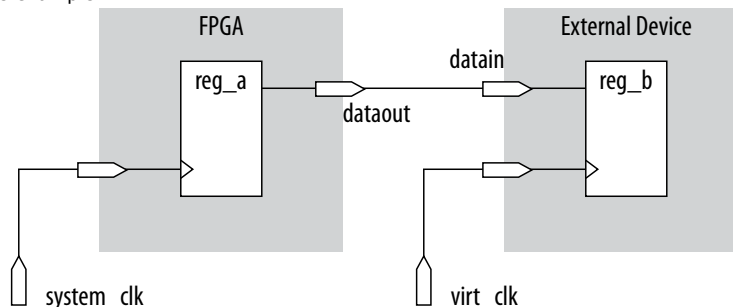 FPGA
External Device
datain
reg_a
reg_b
dataout
system_clk
virt_clk